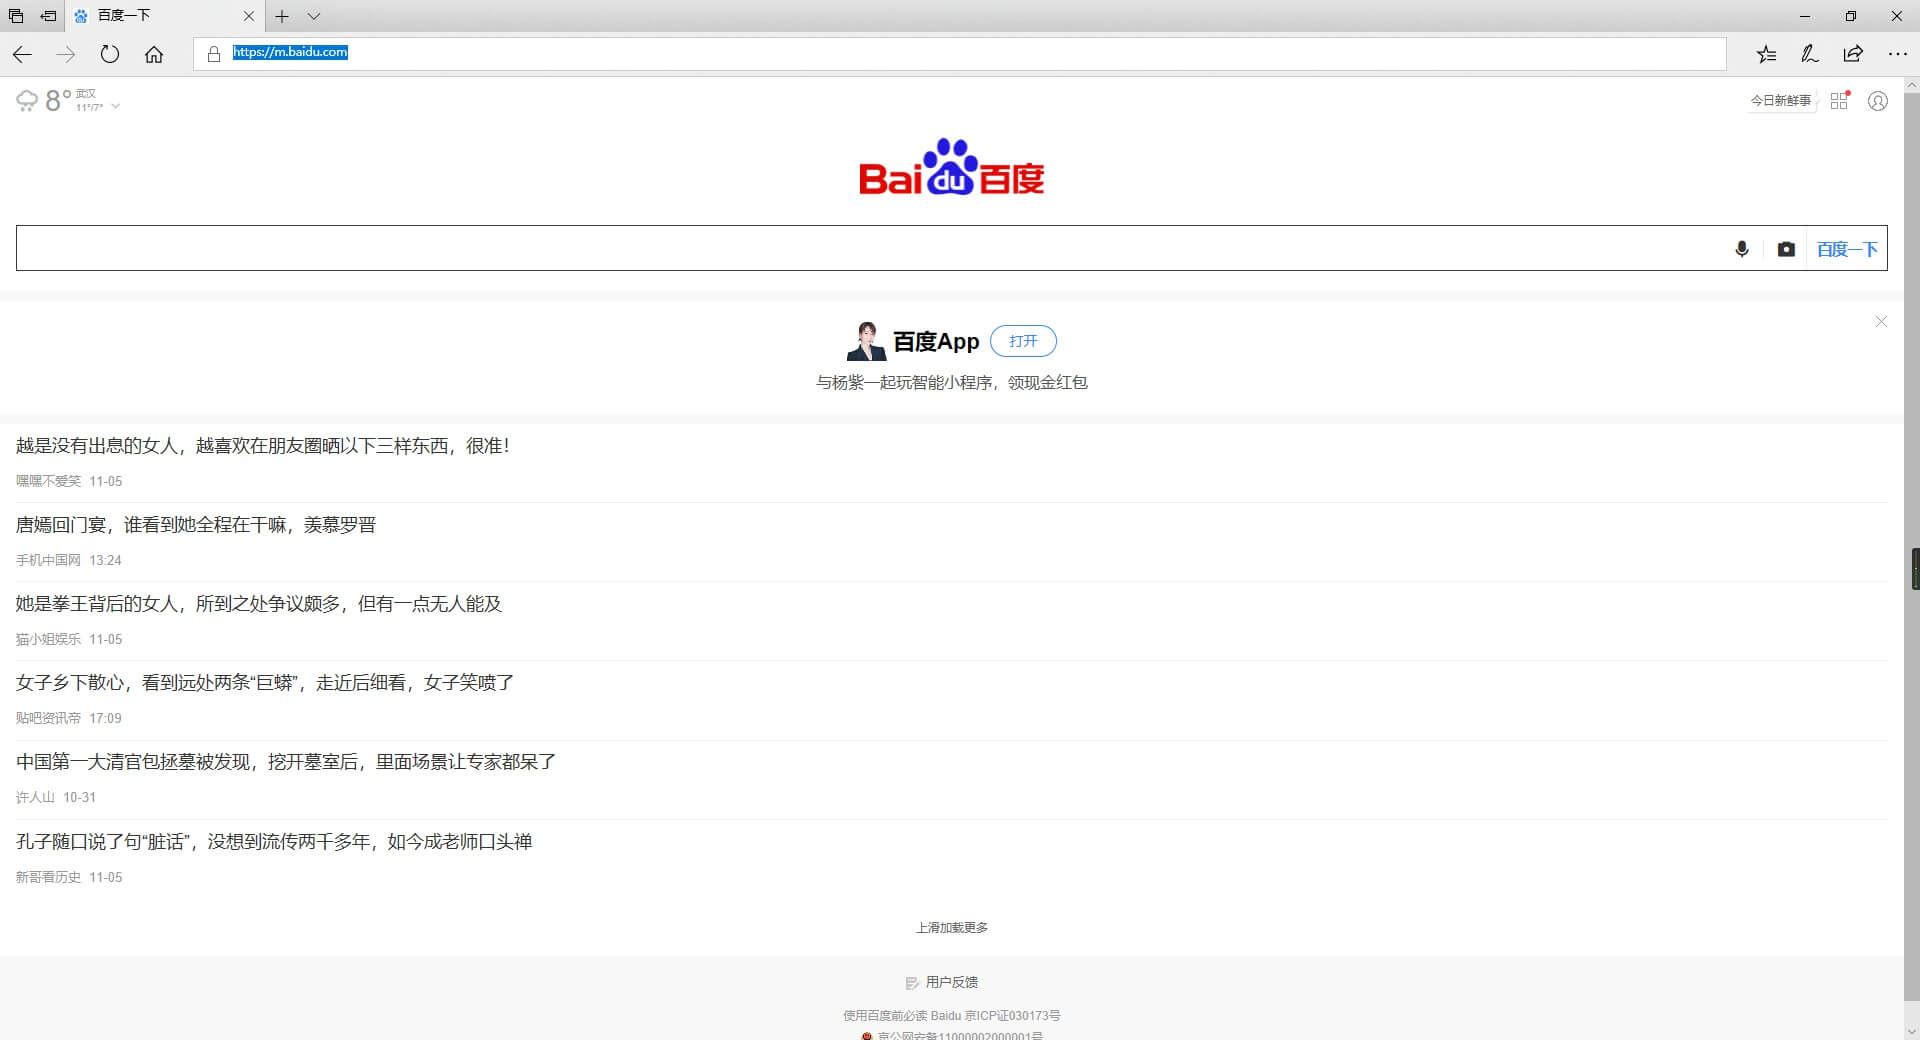 百度一下
https://m.baidu.com
8° 武汉
11°/7°
今日新鲜事
Bai du 百度
百度一下
百度App 打开
与杨紫一起玩智能小程序，领现金红包
越是没有出息的女人，越喜欢在朋友圈晒以下三样东西，很准！
嘿嘿不爱笑 11-05
唐嫣回门宴，谁看到她全程在干嘛，羡慕罗晋
手机中国网 13:24
她是拳王背后的女人，所到之处争议颇多，但有一点无人能及
猫小姐娱乐 11-05
女子乡下散心，看到远处两条“巨蟒”，走近后细看，女子笑喷了
贴吧资讯帝 17:09
中国第一大清官包拯墓被发现，挖开墓室后，里面场景让专家都呆了
许人山 10-31
孔子随口说了句“脏话”，没想到流传两千多年，如今成老师口头禅
新哥看历史 11-05
上滑加载更多
用户反馈
使用百度前必读 Baidu 京ICP证030173号
京公网安备11000002000001号